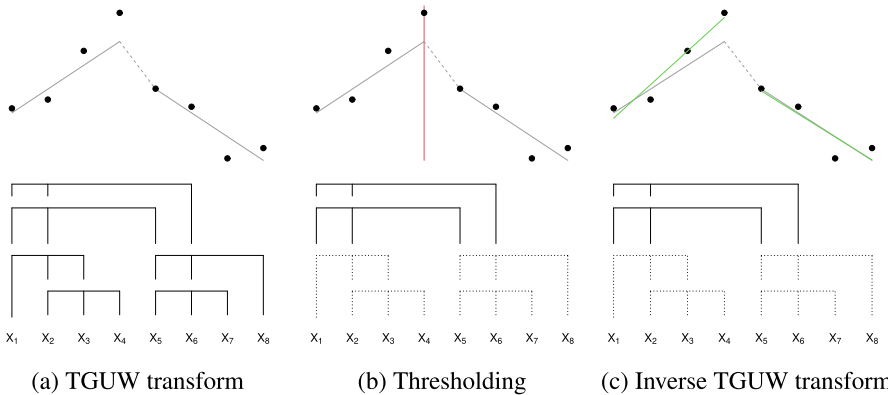 X1 X2 X3 X4 X5 X6 X7 X8 X1 X2 X3 X4 X5 X6 X7 X8 X1 X2 X3 X4 X5 X6 X7 X8
(a) TGUW transform (b) Thresholding (c) Inverse TGUW transform